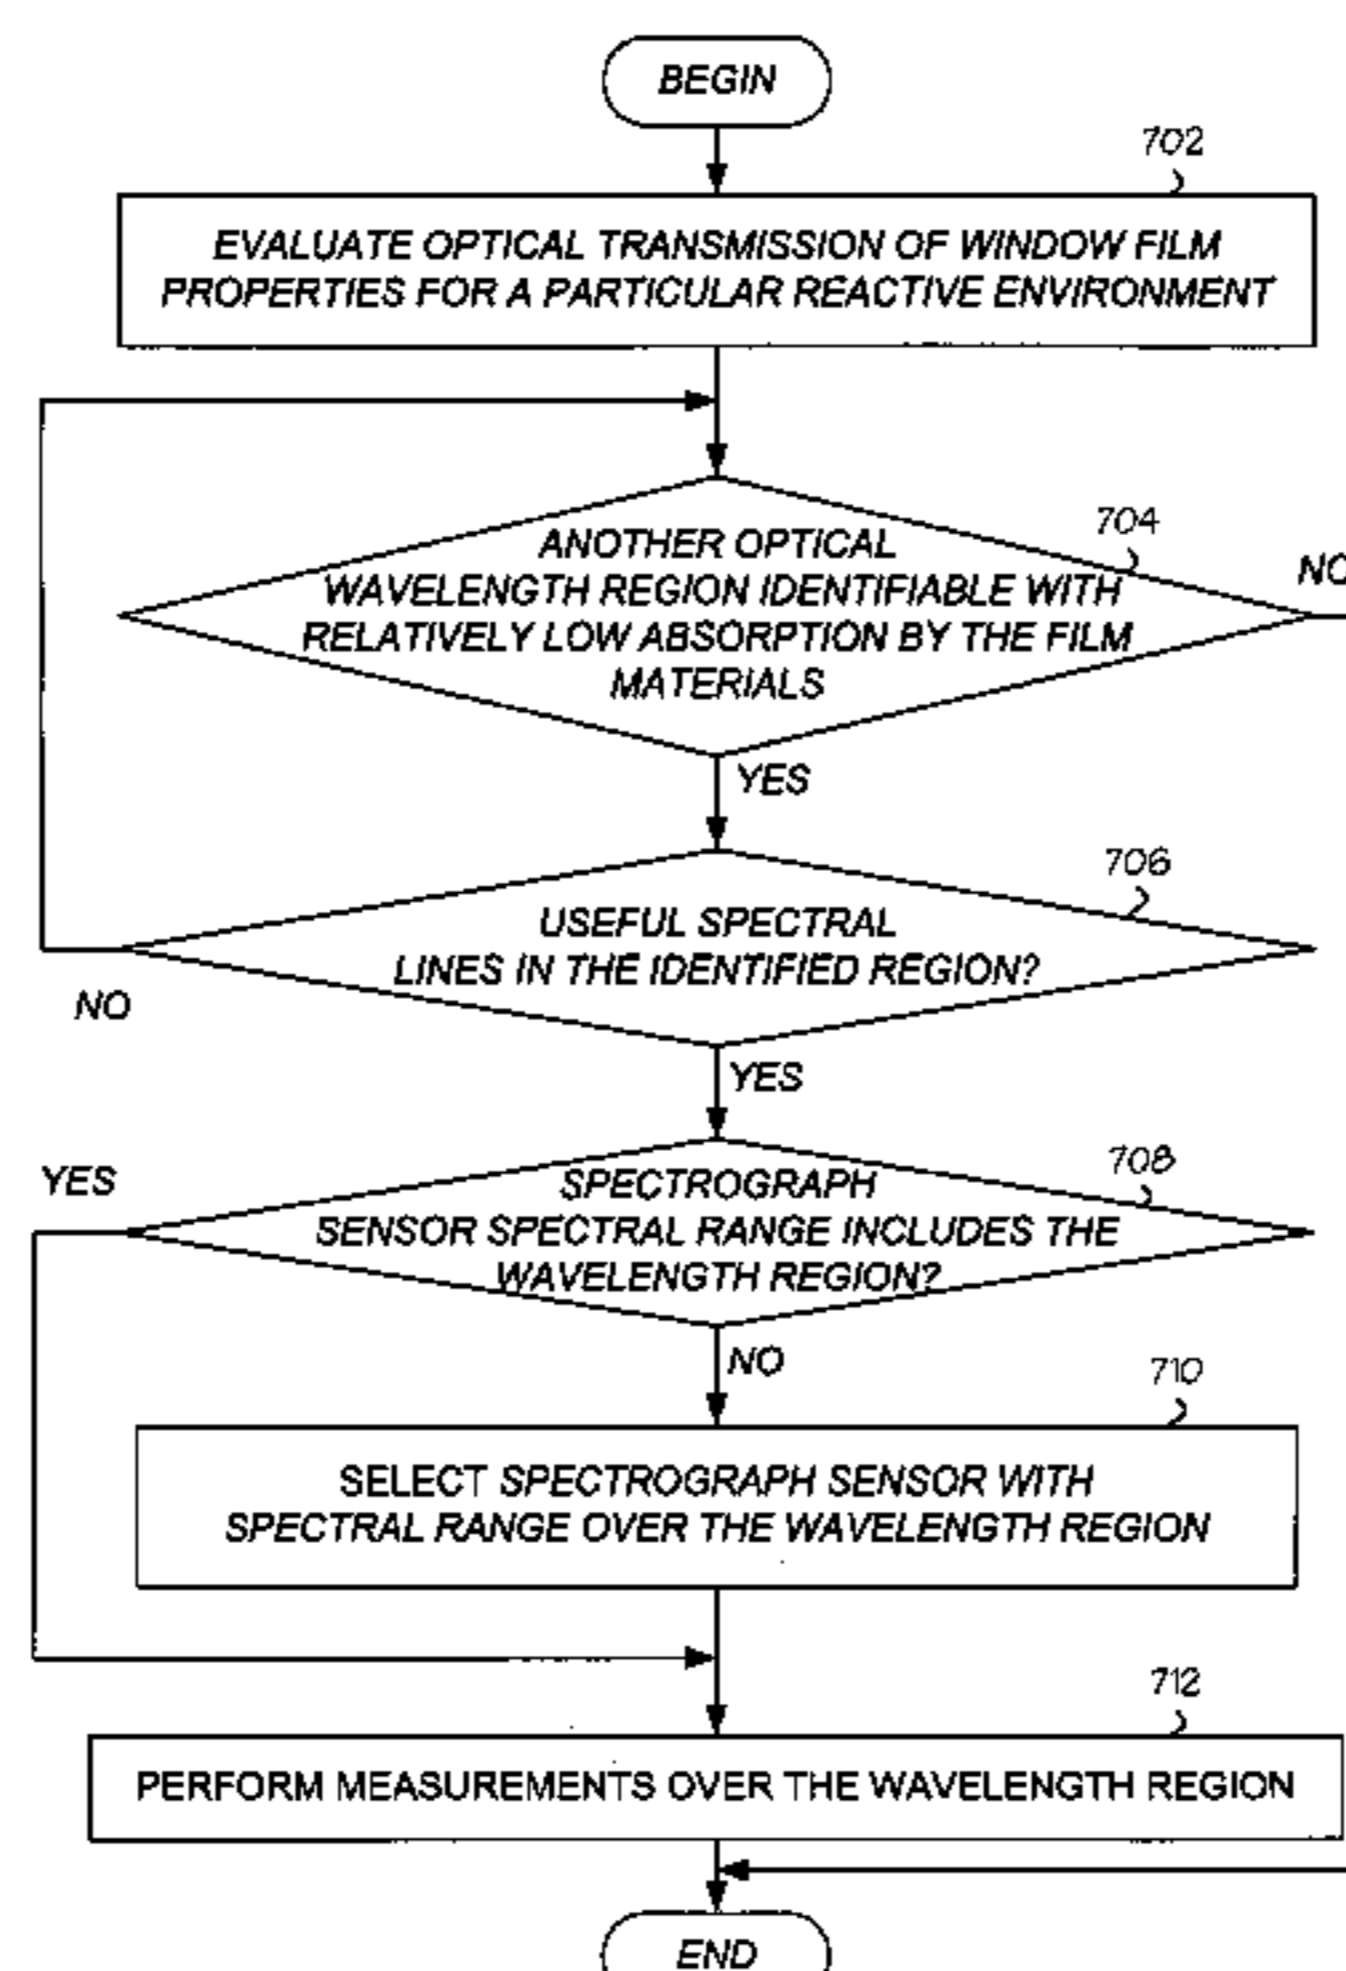 BEGIN
702
EVALUATE OPTICAL TRANSMISSION OF WINDOW FILM
PROPERTIES FOR A PARTICULAR REACTIVE ENVIRONMENT
704
ANOTHER OPTICAL
WAVELENGTH REGION IDENTIFIABLE WITH
RELATIVELY LOW ABSORPTION BY THE FILM
MATERIALS
NO
YES
706
USEFUL SPECTRAL
LINES IN THE IDENTIFIED REGION?
NO
YES
708
YES
SPECTROGRAPH
SENSOR SPECTRAL RANGE INCLUDES THE
WAVELENGTH REGION?
NO
710
SELECT SPECTROGRAPH SENSOR WITH
SPECTRAL RANGE OVER THE WAVELENGTH REGION
712
PERFORM MEASUREMENTS OVER THE WAVELENGTH REGION
END